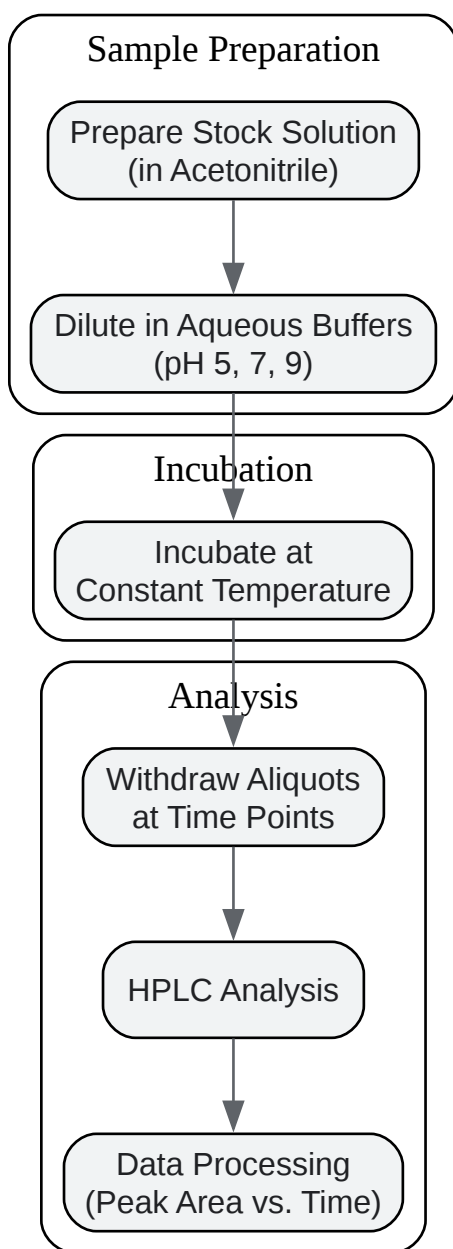 Sample Preparation
Prepare Stock Solution
(in Acetonitrile)
Dilute in Aqueous Buffers
(pH 5, 7, 9)
Incubation
Incubate at
Constant Temperature
Analysis
Withdraw Aliquots
at Time Points
HPLC Analysis
Data Processing
(Peak Area vs. Time)